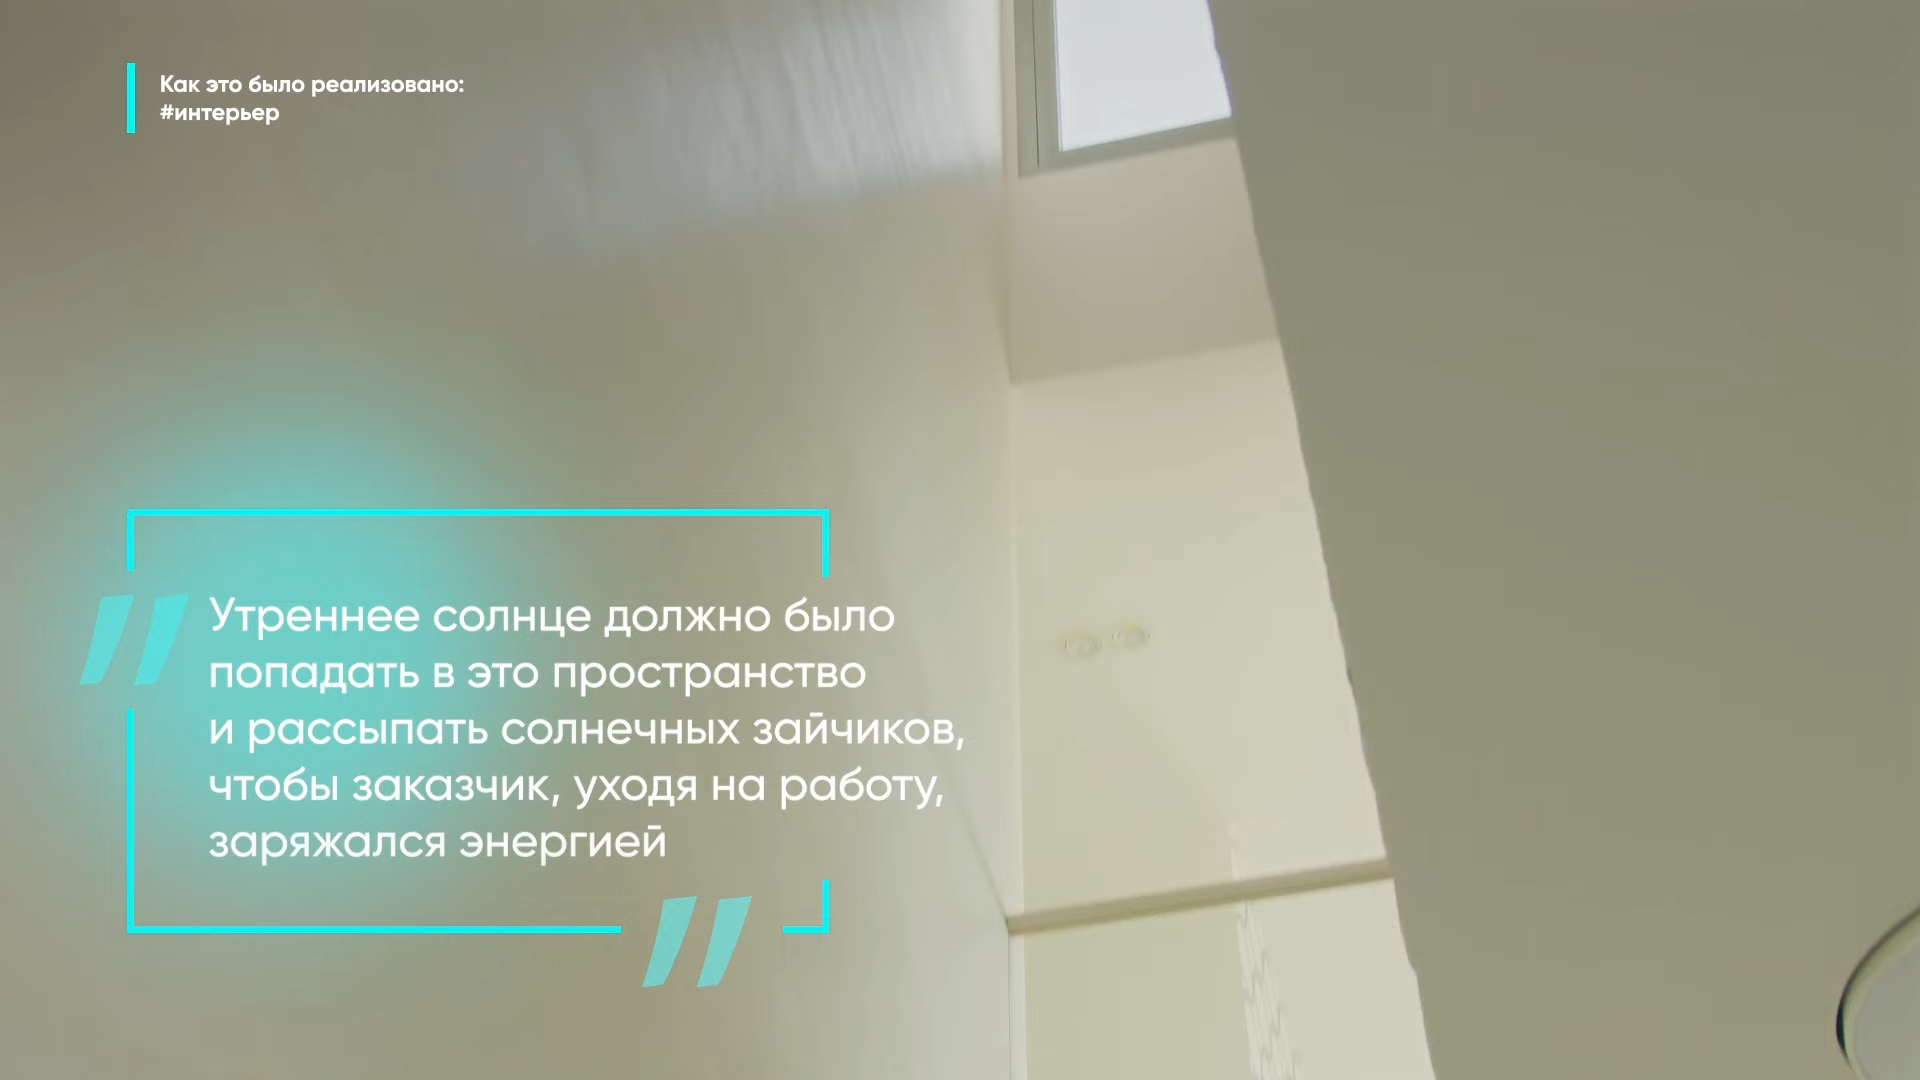 Как это было реализовано:
#интерьер
Утреннее солнце должно было
попадать в это пространство
и рассыпать солнечных зайчиков,
чтобы заказчик, уходя на работу,
заряжался энергией